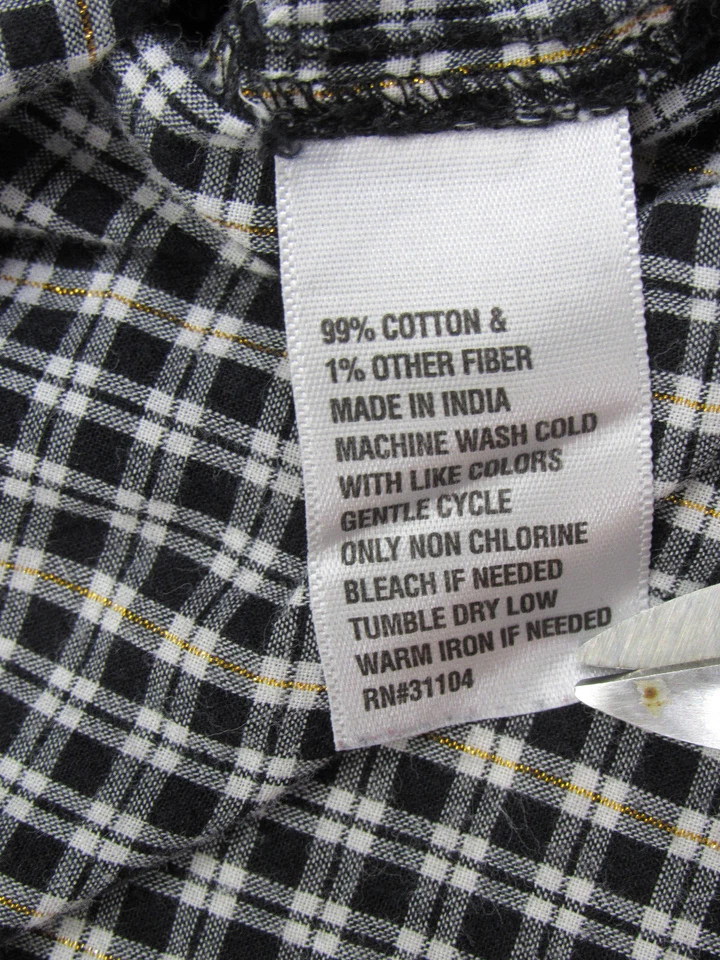 99% COTTON &
1% OTHER FIBER
MADE IN INDIA
MACHINE WASH COLD
WITH LIKE COLORS
GENTLE CYCLE
ONLY NON CHLORINE
BLEACH IF NEEDED
TUMBLE DRY LOW
WARM IRON IF NEEDED
RN#31104